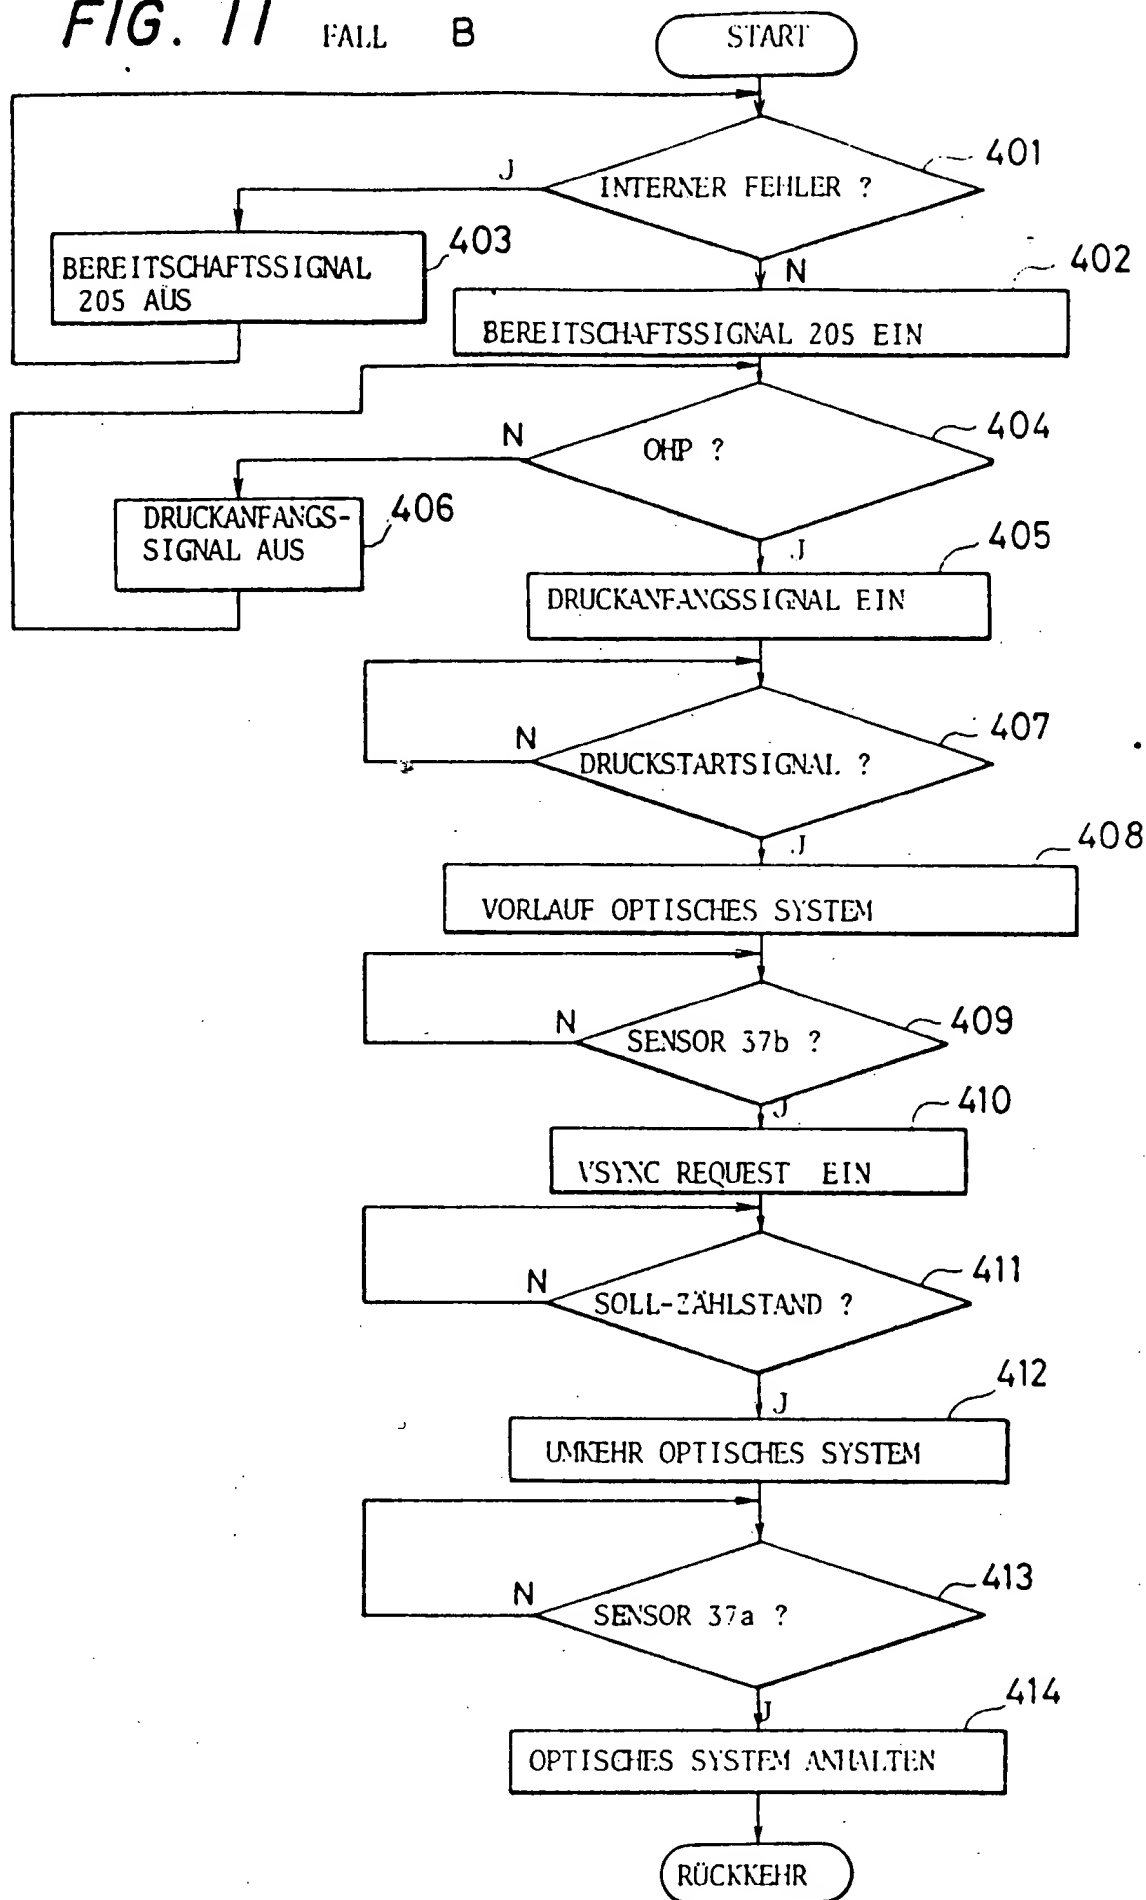 FIG. 11 FALL B
START
401
J
INTERNER FEHLER ?
403
BEREITSCHAFTSSIGNAL
205 AUS
N
402
BEREITSCHAFTSSIGNAL 205 EIN
404
N
OHP ?
406
DRUCKANFANGS-
SIGNAL AUS
J
405
DRUCKANFANGSSIGNAL EIN
407
N
DRUCKSTARTSIGNAL ?
J
408
VORLAUF OPTISCHES SYSTEM
409
N
SENSOR 37b ?
J
410
VSYNC REQUEST EIN
411
N
SOLL-ZÄHLSTAND ?
412
J
UMKEHR OPTISCHES SYSTEM
413
N
SENSOR 37a ?
414
J
OPTISCHES SYSTEM ANHALTEN
RÜCKKEHR